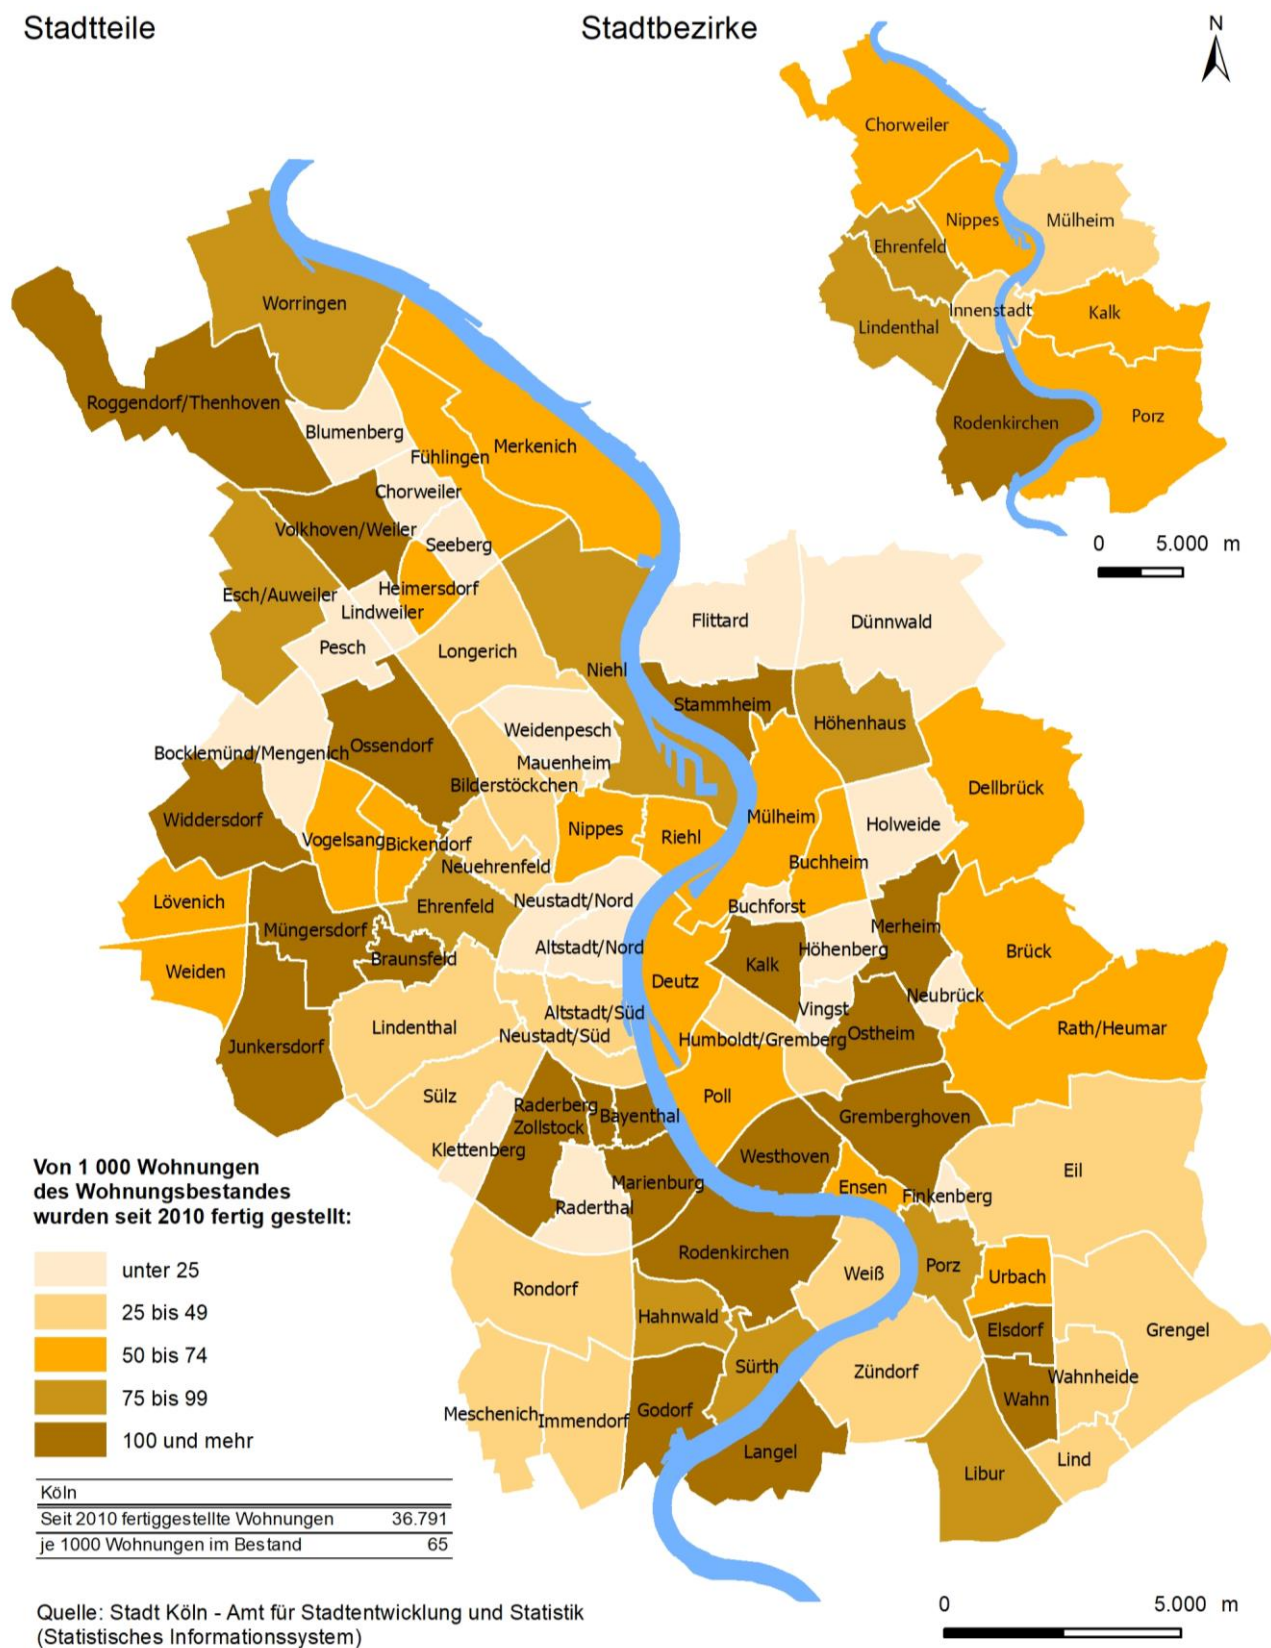 Stadtteile
Stadtbezirke
N
Chorweiler
Nippes
Mülheim
Ehrenfeld
Innenstadt
Kalk
Lindenthal
Rodenkirchen
Porz
0 5.000 m
Worringen
Roggendorf/Thenhoven
Blumenberg
Fühlingen
Merkenich
Chorweiler
Volkhoven/Weiler
Seeberg
Esch/Auweiler
Heimersdorf
Lindweiler
Pesch
Longerich
Flittard
Dünnwald
Niehl
Stammheim
Höhenhaus
Weidenpesch
Bocklemünd/Mengenich
Ossendorf
Mauenheim
Bilderstöckchen
Dellbrück
Widdersdorf
Vogelsang
Bickendorf
Nippes
Riehl
Mülheim
Holweide
Neuehrenfeld
Buchheim
Lövenich
Ehrenfeld
Neustadt/Nord
Buchforst
Müngersdorf
Merheim
Braunsfeld
Altstadt/Nord
Höhenberg
Brück
Weiden
Kalk
Deutz
Neubrück
Vingst
Altstadt/Süd
Lindenthal
Neustadt/Süd
Humboldt/Gremberg
Ostheim
Rath/Heumar
Junkersdorf
Sülz
Raderberg
Zollstock
Bayenthal
Poll
Gremberghoven
Klettenberg
Westhoven
Eil
Marienburg
Ensen
Finkenberg
Raderthal
Rodenkirchen
Weiß
Porz
Urbach
Rondorf
Hahnwald
Elsdorf
Grengel
Sürth
Zündorf
Wahnheide
Wahn
Meschenich
Immendorf
Godorf
Langel
Lind
Libur
Von 1 000 Wohnungen
des Wohnungsbestandes
wurden seit 2010 fertig gestellt:
unter 25
25 bis 49
50 bis 74
75 bis 99
100 und mehr
Köln
Seit 2010 fertiggestellte Wohnungen 36.791
je 1000 Wohnungen im Bestand 65
Quelle: Stadt Köln - Amt für Stadtentwicklung und Statistik
(Statistisches Informationssystem)
0 5.000 m